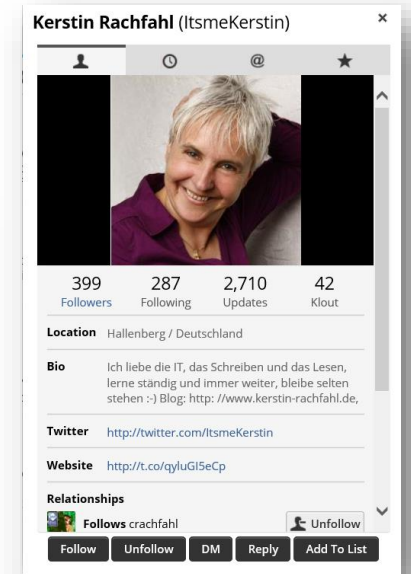 Kerstin Rachfahl (ItsmeKerstin) ×
@
399 287 2,710 42
Followers Following Updates Klout
Location Hallenberg / Deutschland
Bio Ich liebe die IT, das Schreiben und das Lesen,
lerne ständig und immer weiter, bleibe selten
stehen :-) Blog: http: //www.kerstin-rachfahl.de,
Twitter http://twitter.com/ItsmeKerstin
Website http://t.co/qyluGI5eCp
Relationships
Follows crachfahl Unfollow
Follow Unfollow DM Reply Add To List